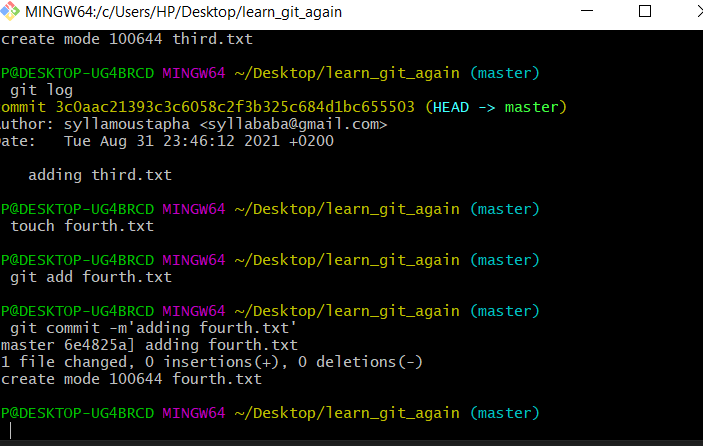 MINGW64:/c/Users/HP/Desktop/learn_git_again
create mode 100644 third.txt
P@DESKTOP-UG4BRCD MINGW64 ~/Desktop/learn_git_again (master)
git log
ommit 3c0aac21393c3c6058c2f3b325c684d1bc655503 (HEAD -> master)
uthor: syllamoustapha <syllababa@gmail.com>
ate:   Tue Aug 31 23:46:12 2021 +0200
adding third.txt
P@DESKTOP-UG4BRCD MINGW64 ~/Desktop/learn_git_again (master)
touch fourth.txt
P@DESKTOP-UG4BRCD MINGW64 ~/Desktop/learn_git_again (master)
git add fourth.txt
P@DESKTOP-UG4BRCD MINGW64 ~/Desktop/learn_git_again (master)
git commit -m'adding fourth.txt'
[master 6e4825a] adding fourth.txt
1 file changed, 0 insertions(+), 0 deletions(-)
create mode 100644 fourth.txt
P@DESKTOP-UG4BRCD MINGW64 ~/Desktop/learn_git_again (master)